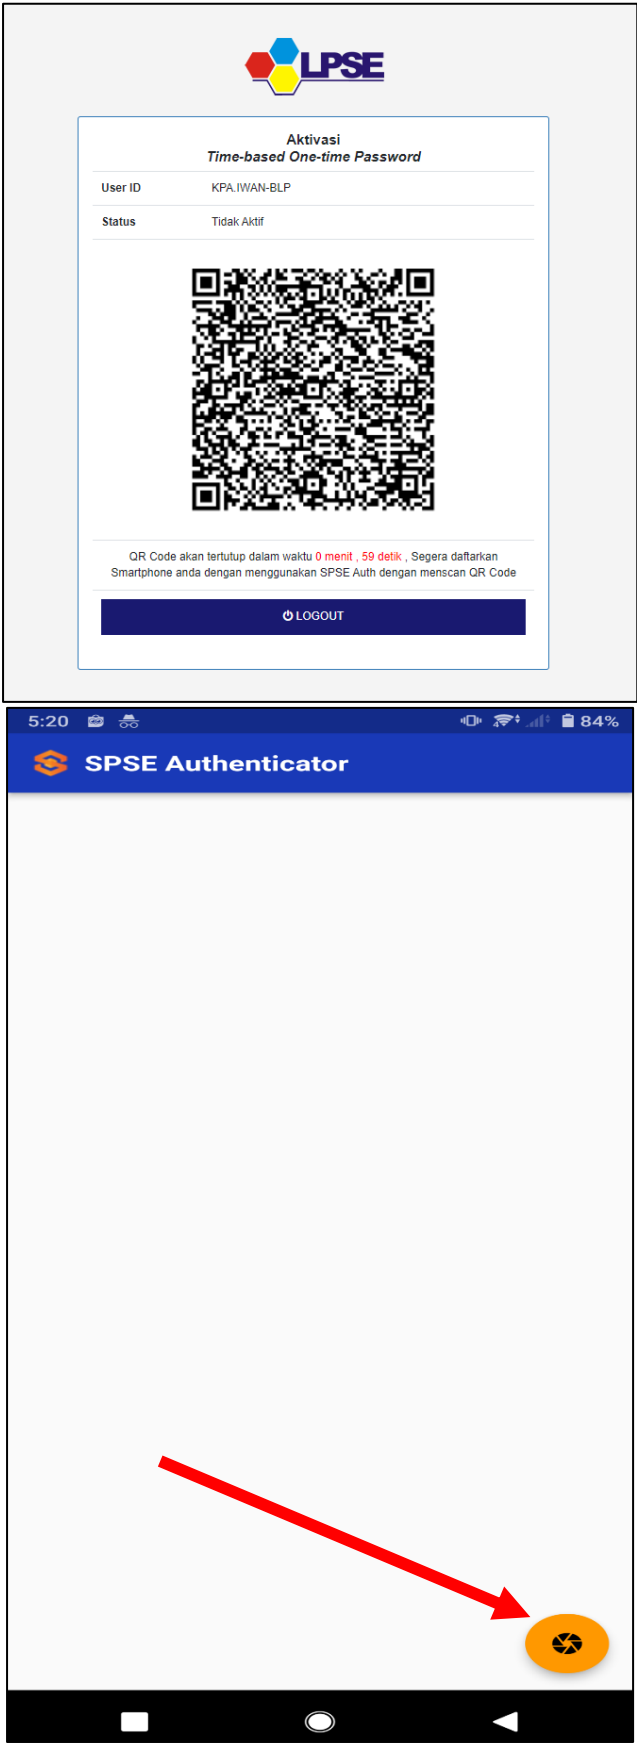 LPSE
Aktivasi
Time-based One-time Password
User ID KPA.IWAN-BLP
Status Tidak Aktif
QR Code akan tertutup dalam waktu 0 menit , 59 detik , Segera daftarkan
Smartphone anda dengan menggunakan SPSE Auth dengan menscan QR Code
LOGOUT
5:20 84%
SPSE Authenticator